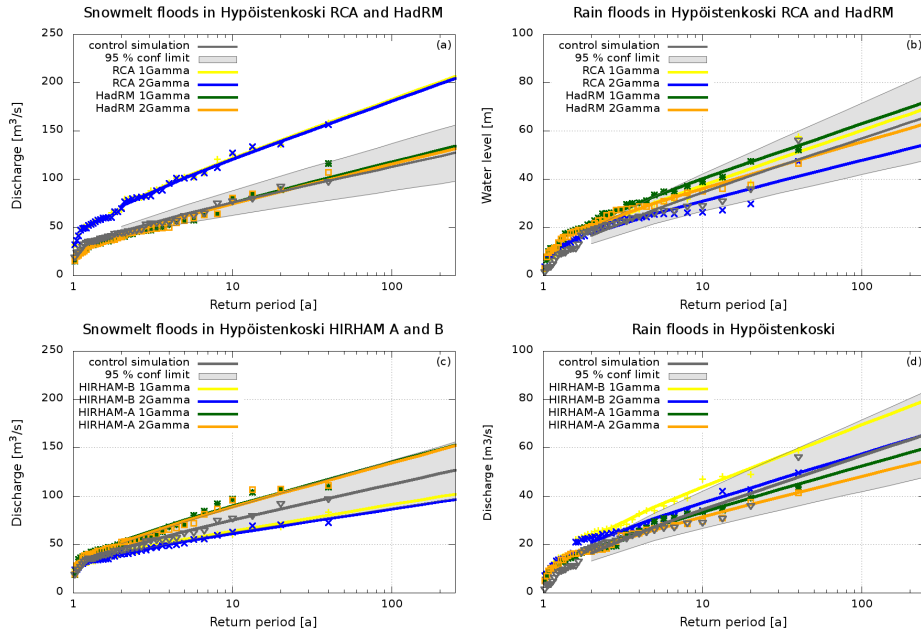 Snowmelt floods in Hypöistenkoski RCA and HadRM
250
200
150
100
50
0
Discharge [m³/s]
control simulation
95 % conf limit
RCA 1Gamma
RCA 2Gamma
HadRM 1Gamma
HadRM 2Gamma
(a)
1
10
100
Return period [a]
Rain floods in Hypöistenkoski RCA and HadRM
100
80
60
40
20
0
Water level [m]
control simulation
95 % conf limit
RCA 1Gamma
RCA 2Gamma
HadRM 1Gamma
HadRM 2Gamma
(b)
1
10
100
Return period [a]
Snowmelt floods in Hypöistenkoski HIRHAM A and B
250
200
150
100
50
0
Discharge [m³/s]
control simulation
95 % conf limit
HIRHAM-B 1Gamma
HIRHAM-B 2Gamma
HIRHAM-A 1Gamma
HIRHAM-A 2Gamma
(c)
1
10
100
Return period [a]
Rain floods in Hypöistenkoski
100
80
60
40
20
0
Discharge [m3/s]
control simulation
95 % conf limit
HIRHAM-B 1Gamma
HIRHAM-B 2Gamma
HIRHAM-A 1Gamma
HIRHAM-A 2Gamma
(d)
1
10
100
Return period [a]